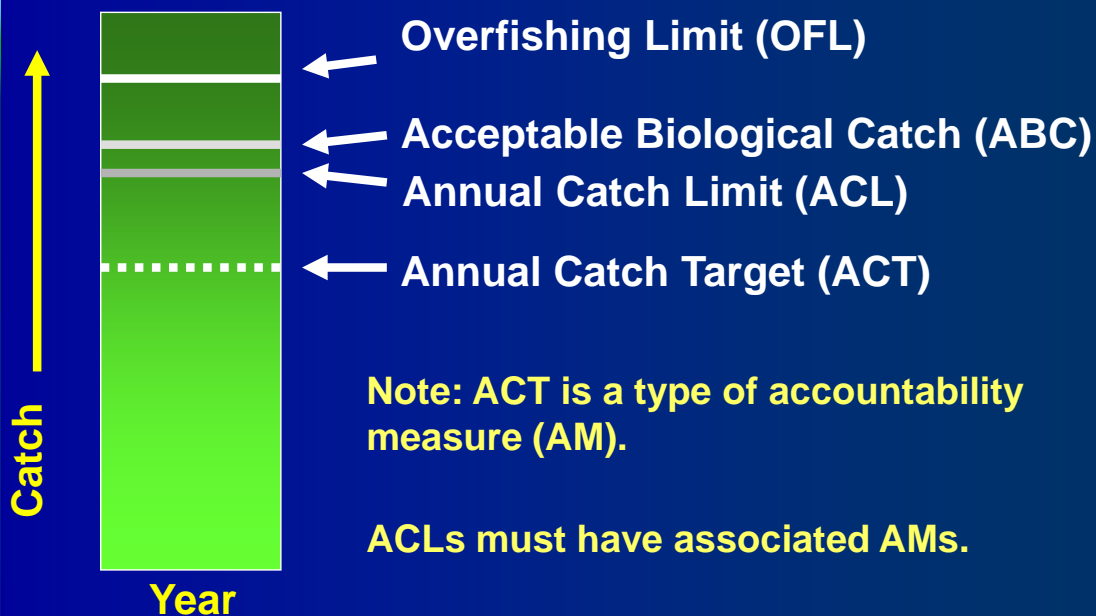 Overfishing Limit (OFL)
Acceptable Biological Catch (ABC)
Annual Catch Limit (ACL)
Annual Catch Target (ACT)
Note: ACT is a type of accountability
measure (AM).
ACLs must have associated AMs.
Catch
Year